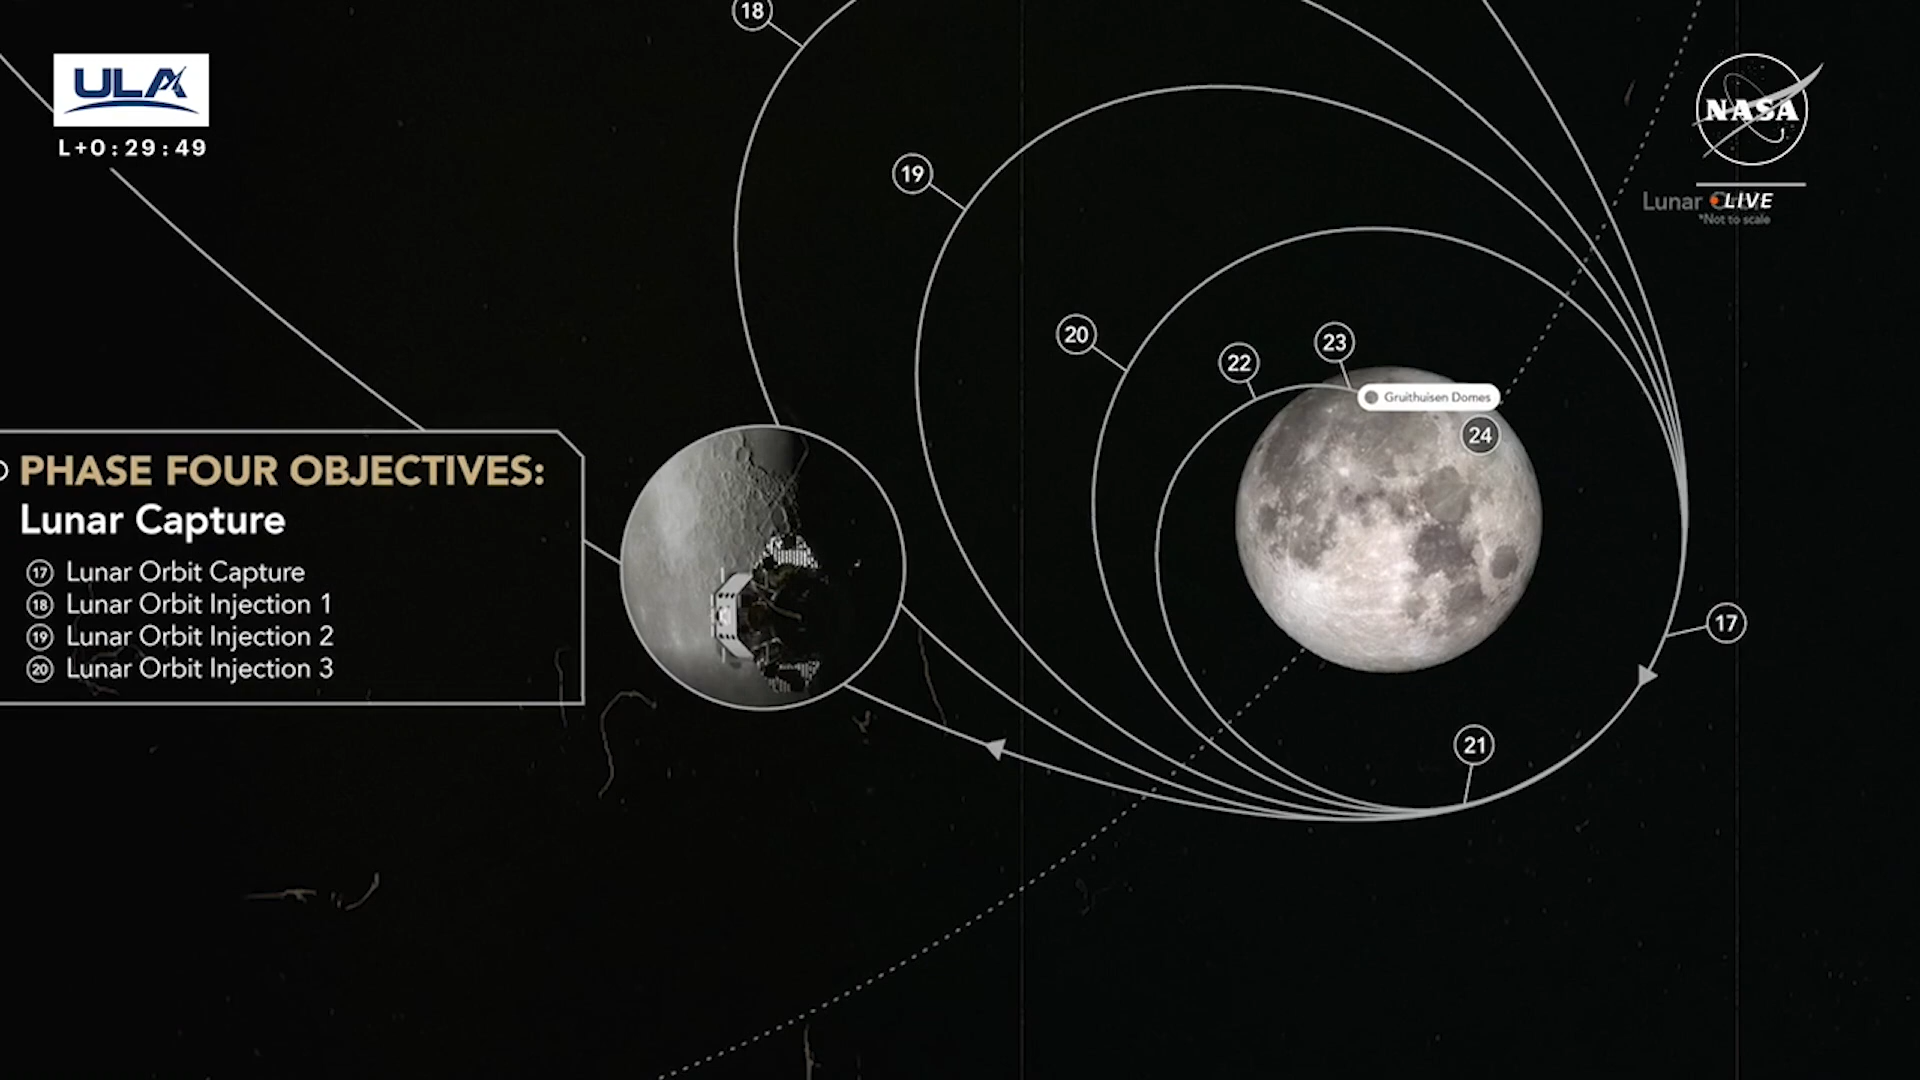 18
ULA
L+0:29:49
NASA
LIVE
Lunar
*Not to scale
19
20
22
23
Gruithuisen Domes
24
PHASE FOUR OBJECTIVES:
Lunar Capture
17 Lunar Orbit Capture
18 Lunar Orbit Injection 1
19 Lunar Orbit Injection 2
20 Lunar Orbit Injection 3
17
21